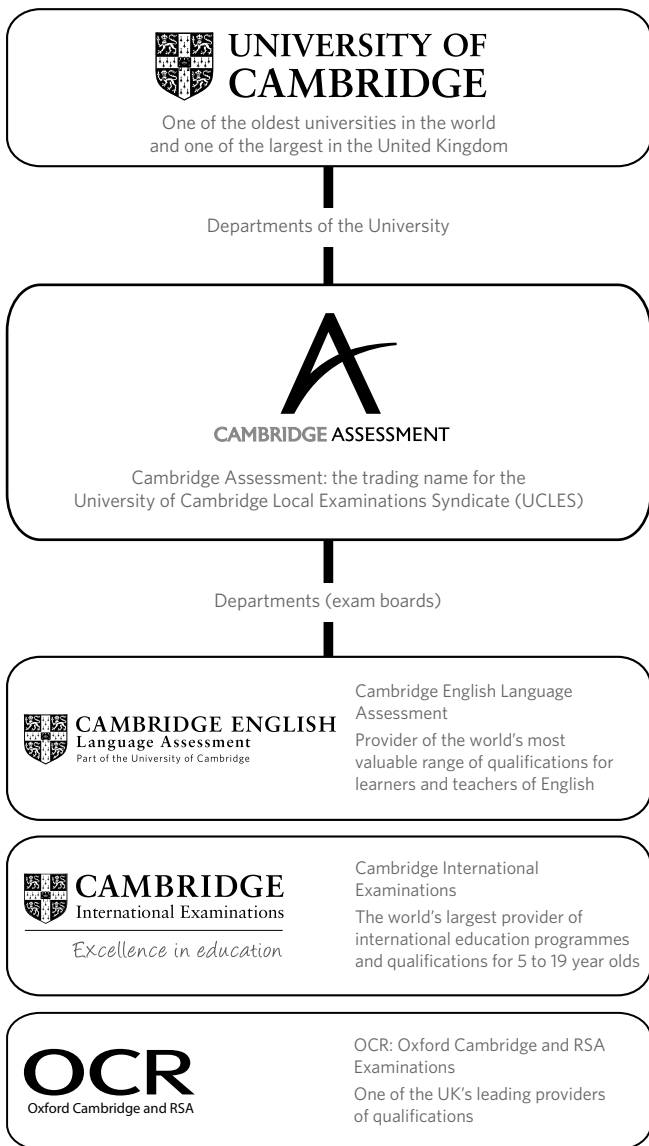 UNIVERSITY OF
CAMBRIDGE
One of the oldest universities in the world
and one of the largest in the United Kingdom
Departments of the University
CAMBRIDGE ASSESSMENT
Cambridge Assessment: the trading name for the
University of Cambridge Local Examinations Syndicate (UCLES)
Departments (exam boards)
CAMBRIDGE ENGLISH
Language Assessment
Part of the University of Cambridge
Cambridge English Language
Assessment
Provider of the world's most
valuable range of qualifications for
learners and teachers of English
CAMBRIDGE
International Examinations
Excellence in education
Cambridge International
Examinations
The world's largest provider of
international education programmes
and qualifications for 5 to 19 year olds
OCR
Oxford Cambridge and RSA
OCR: Oxford Cambridge and RSA
Examinations
One of the UK's leading providers
of qualifications